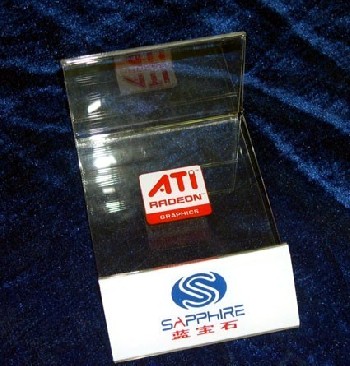 ATi
RADEON
GRAPHICS
SAPPHIRE
蓝宝石